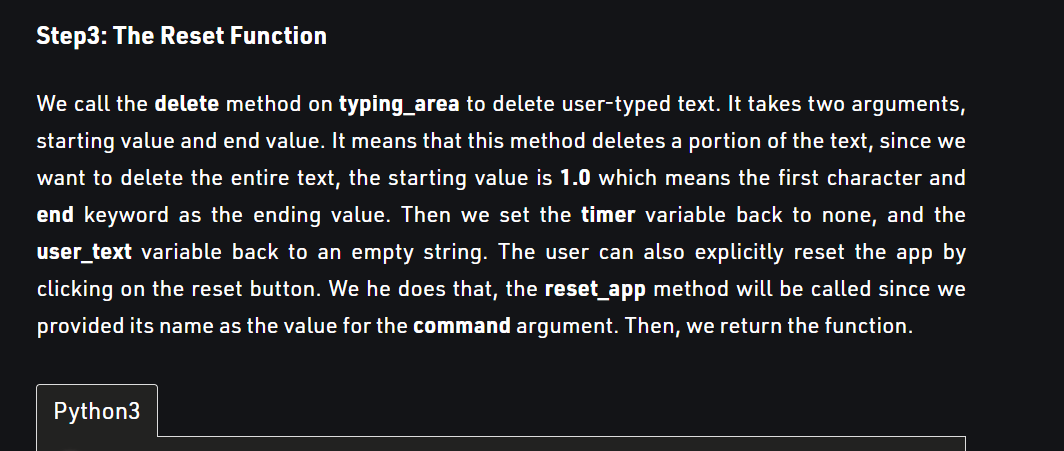 Step3: The Reset Function
We call the delete method on typing_area to delete user-typed text. It takes two arguments,
starting value and end value. It means that this method deletes a portion of the text, since we
want to delete the entire text, the starting value is 1.0 which means the first character and
end keyword as the ending value. Then we set the timer variable back to none, and the
user_text variable back to an empty string. The user can also explicitly reset the app by
clicking on the reset button. We he does that, the reset_app method will be called since we
provided its name as the value for the command argument. Then, we return the function.
Python3